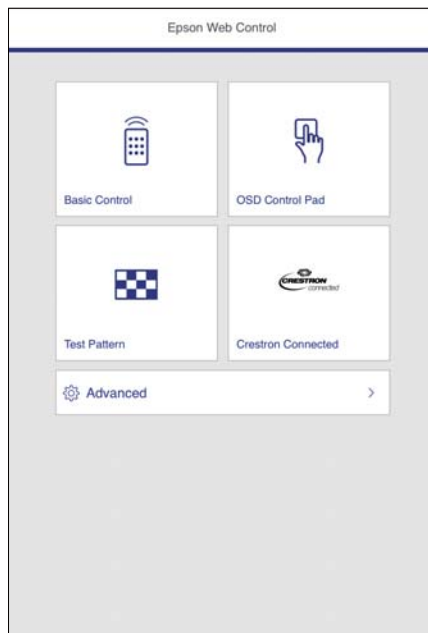 Epson Web Control
Basic Control
OSD Control Pad
Test Pattern
CRESTRON
connected
Crestron Connected
Advanced